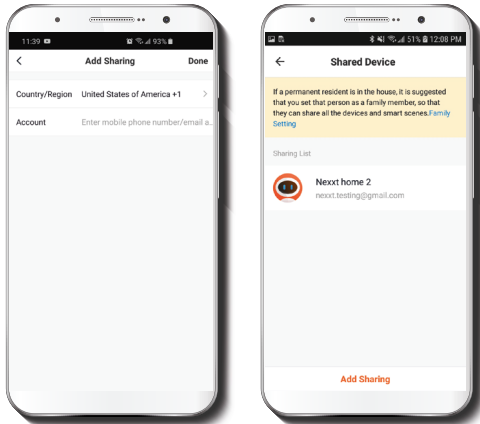 11:39 93%
Add Sharing Done
Country/Region United States of America +1
Account Enter mobile phone number/email a..
51% 12:08 PM
Shared Device
If a permanent resident is in the house, it is suggested
that you set that person as a family member, so that
they can share all the devices and smart scenes.Family
Setting
Sharing List
Nexxt home 2
nexxt.testing@gmail.com
Add Sharing